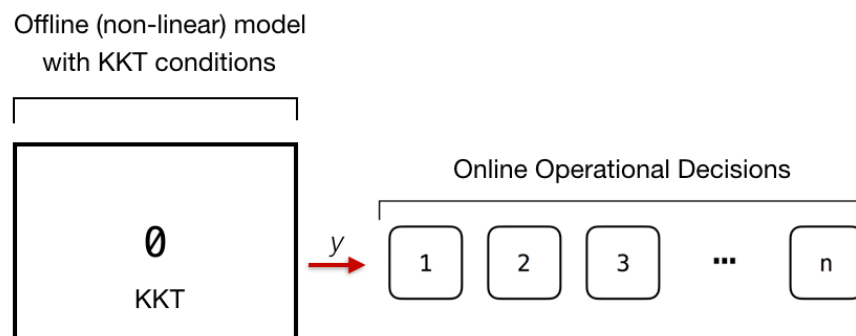 Offline (non-linear) model
with KKT conditions
Online Operational Decisions
0
KKT
y
1 2 3 ... n